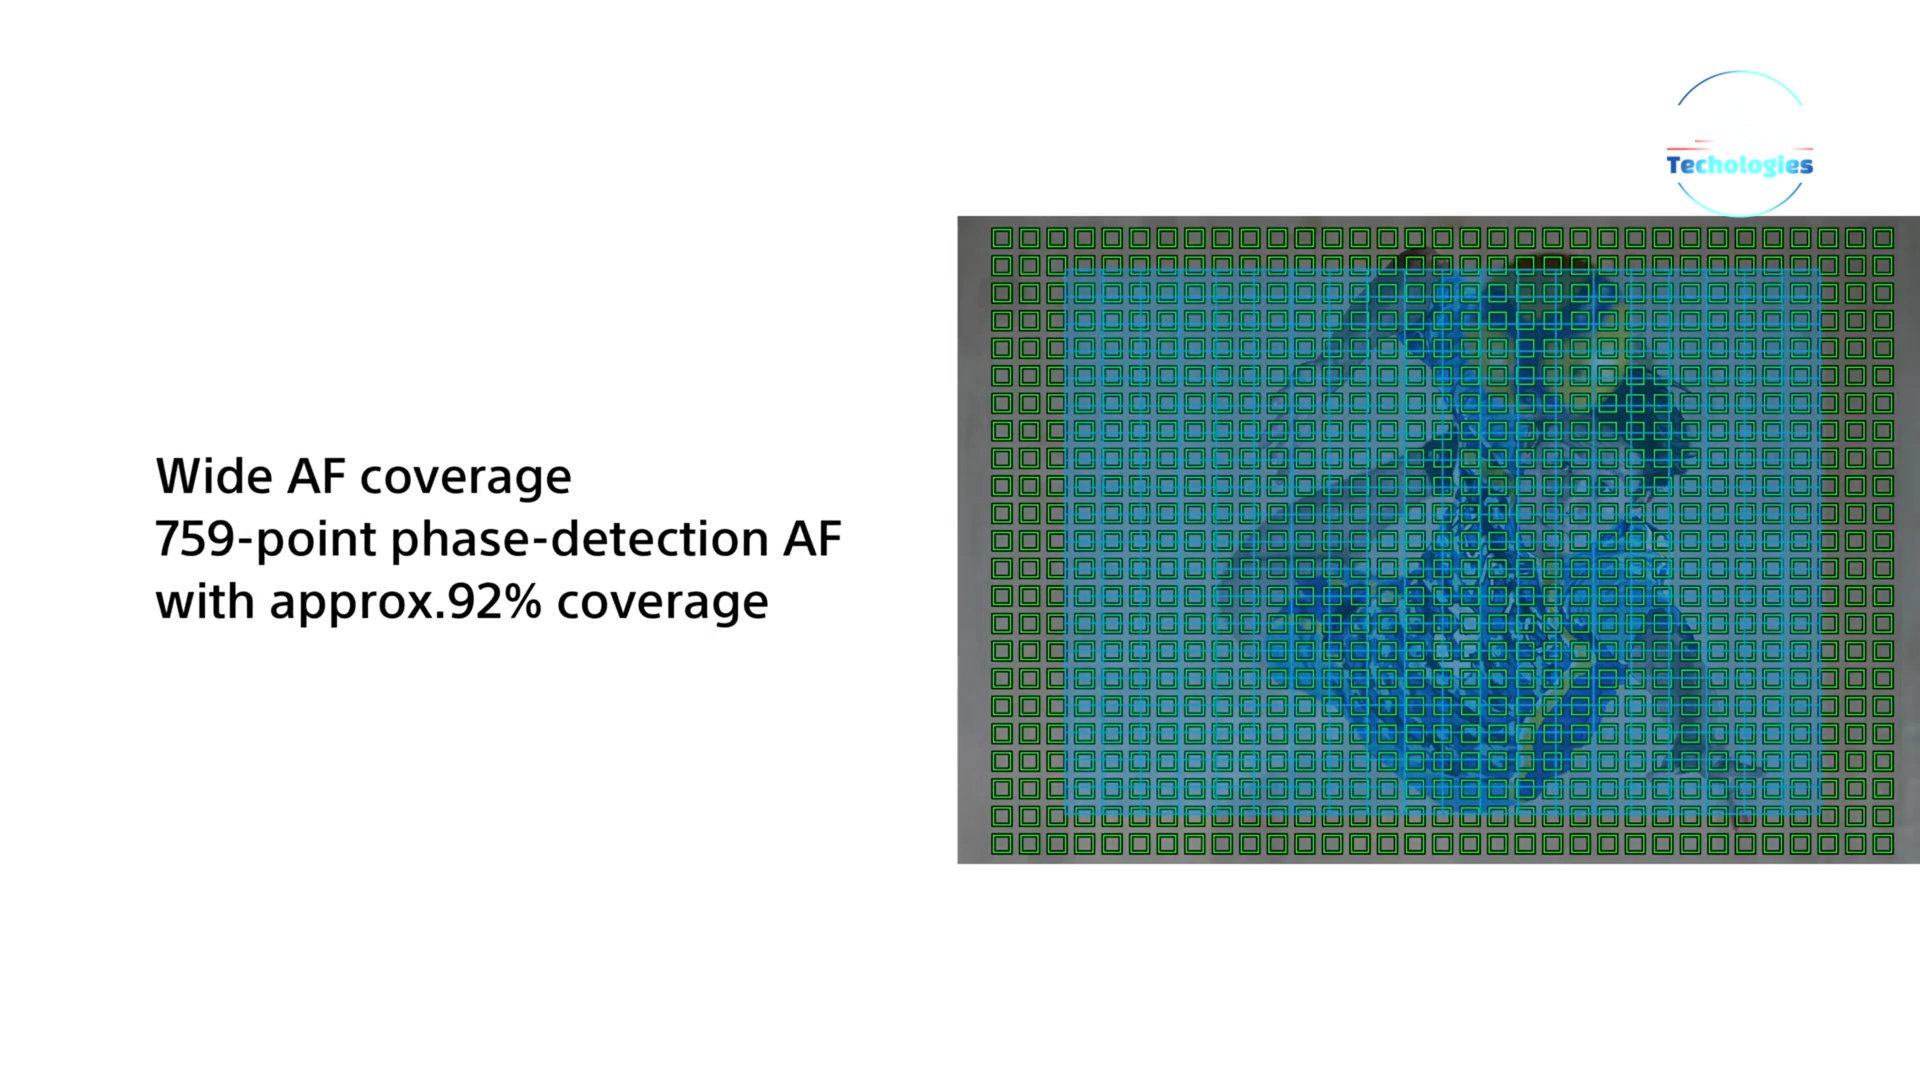 Techologies
Wide AF coverage
759-point phase-detection AF
with approx.92% coverage